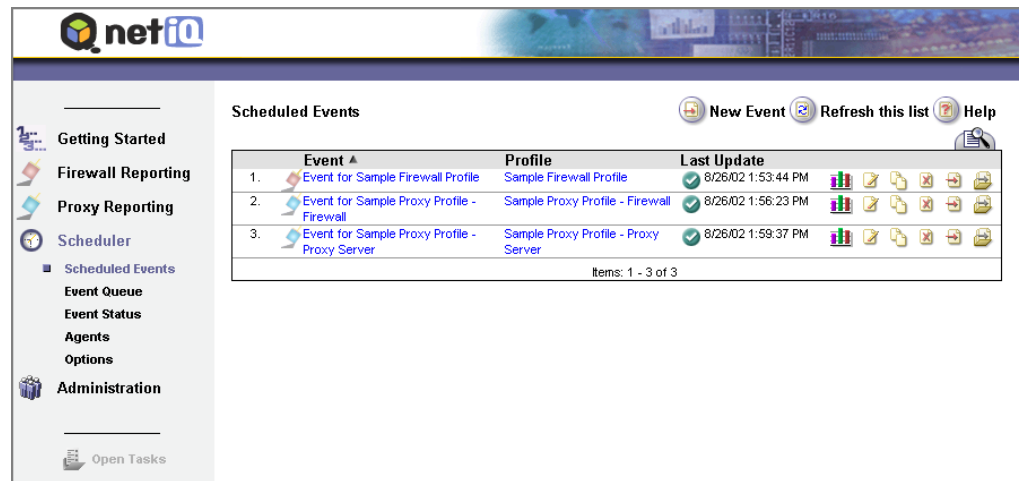 netiQ
Scheduled Events
New Event
Refresh this list
Help
Getting Started
Firewall Reporting
Proxy Reporting
Scheduler
Scheduled Events
Event Queue
Event Status
Agents
Options
Administration
Open Tasks
Event Profile Last Update
1. Event for Sample Firewall Profile Sample Firewall Profile 8/26/02 1:53:44 PM
2. Event for Sample Proxy Profile - Sample Proxy Profile - Firewall 8/26/02 1:56:23 PM
Firewall
3. Event for Sample Proxy Profile - Sample Proxy Profile - Proxy 8/26/02 1:59:37 PM
Proxy Server Server
Items: 1 - 3 of 3